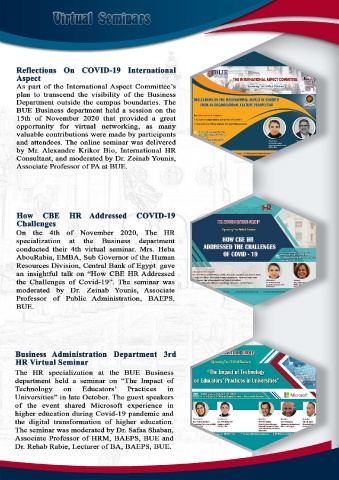 Virtual Seminars
Reflections On COVID-19 International
Aspect
As part of the International Aspect Committee's
plan to transcend the visibility of the Business
Department outside the campus boundaries. The
BUE Business department held a session on the
15th of November 2020 that provided a great
opportunity for virtual networking, as many
valuable contributions were made by participants
and attendees. The online seminar was delivered
by Mr. Alexandre Krikor Bio, International HR
Consultant, and moderated by Dr. Zeinab Younis,
Associate Professor of PA at BUE.
THE INTERNATIONAL ASPECT COMMITTEE
How CBE HR Addressed COVID-19
Challenges
On the 4th of November 2020, The HR
specialization at the Business department
conducted their 4th virtual seminar. Mrs. Heba
AbouRabia, EMBA, Sub Governor of the Human
Resources Division, Central Bank of Egypt gave
an insightful talk on "How CBE HR Addressed
the Challenges of Covid-19". The seminar was
moderated by Dr. Zeinab Younis, Associate
Professor of Public Administration, BAEPS,
BUE.
HOW CBE HR
ADDRESSED THE CHALLENGES
OF COVID - 19
Business Administration Department 3rd
HR Virtual Seminar
The HR specialization at the BUE Business
department held a seminar on "The Impact of
Technology on Educators' Practices in
Universities" in late October. The guest speakers
of the event shared Microsoft experience in
higher education during Covid-19 pandemic and
the digital transformation of higher education.
The seminar was moderated by Dr. Safaa Shaban,
Associate Professor of HRM, BAEPS, BUE and
Dr. Rehab Rabie, Lecturer of BA, BAEPS, BUE.
"The Impact of Technology
on Educators' Practices in Universities"
Microsoft